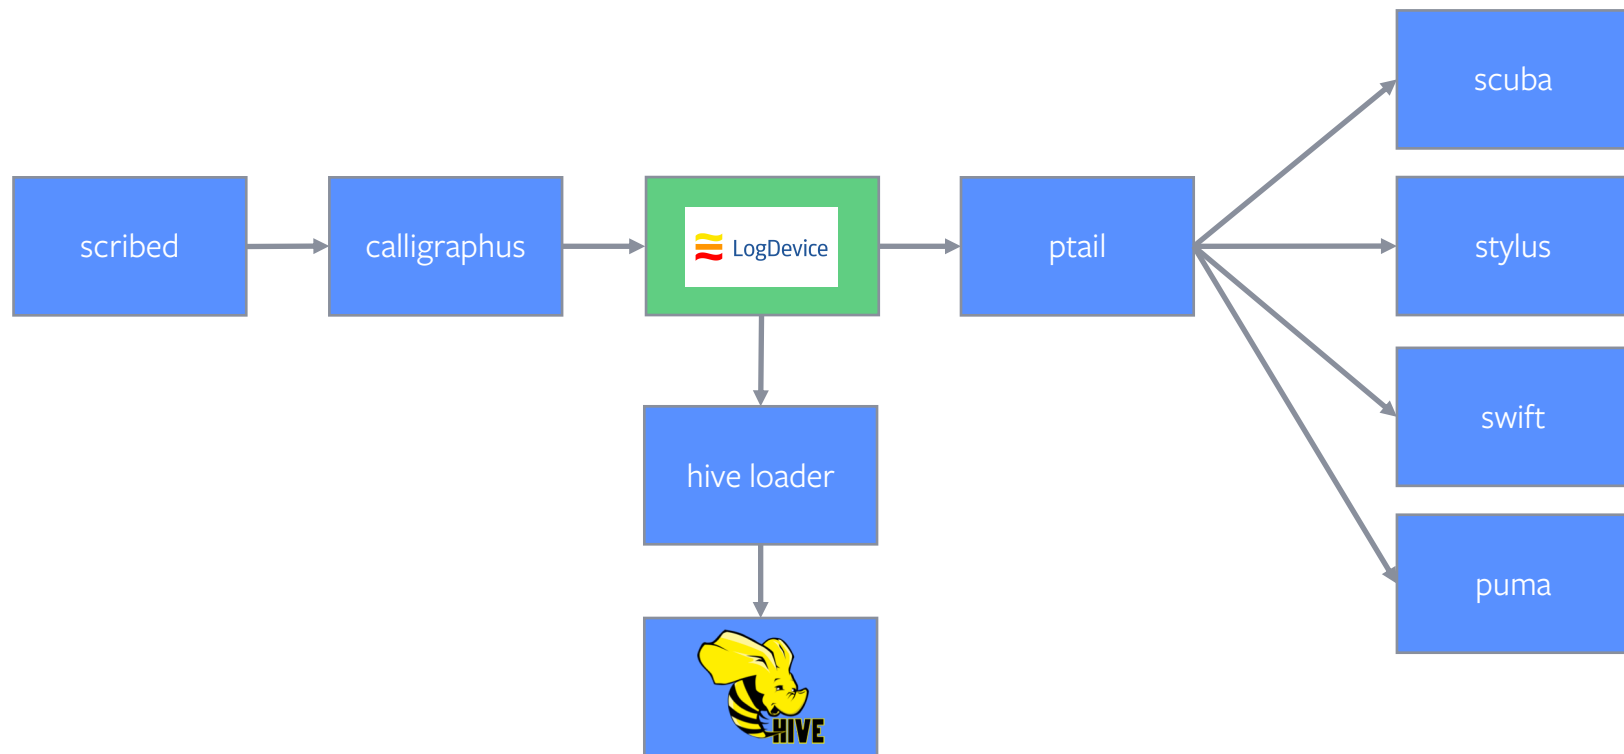 scribed
calligraphus
LogDevice
ptail
scuba
stylus
swift
puma
hive loader
HIVE